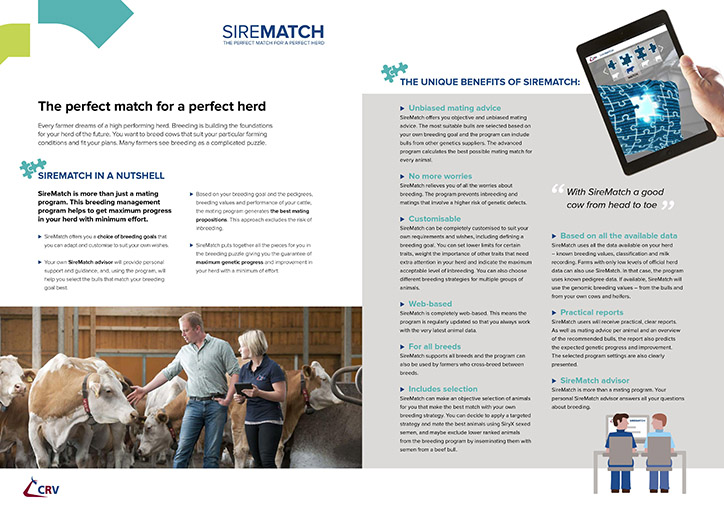 SIREMATCH
THE PERFECT MATCH FOR A PERFECT HERD
The perfect match for a perfect herd
Every farmer dreams of a high performing herd. Breeding is building the foundations
for your herd of the future. You want to breed cows that suit your particular farming
conditions and fit your plans. Many farmers see breeding as a complicated puzzle.
SIREMATCH IN A NUTSHELL
SireMatch is more than just a mating
program. This breeding management
program helps to get maximum progress
in your herd with minimum effort.
SireMatch offers you a choice of breeding goals that
you can adapt and customise to suit your own wishes.
Your own SireMatch advisor will provide personal
support and guidance, and, using the program, will
help you select the bulls that match your breeding
goal best.
Based on your breeding goal and the pedigrees,
breeding values and performance of your cattle,
the mating program generates the best mating
propositions. This approach excludes the risk of
inbreeding.
SireMatch puts together all the pieces for you in
the breeding puzzle giving you the guarantee of
maximum genetic progress and improvement in
your herd with a minimum of effort.
CRV
THE UNIQUE BENEFITS OF SIREMATCH:
Unbiased mating advice
SireMatch offers you objective and unbiased mating
advice. The most suitable bulls are selected based on
your own breeding goal and the program can include
bulls from other genetics suppliers. The advanced
program calculates the best possible mating match for
every animal.
No more worries
SireMatch relieves you of all the worries about
breeding. The program prevents inbreeding and
matings that involve a higher risk of genetic defects.
Customisable
SireMatch can be completely customised to suit your
own requirements and wishes, including defining a
breeding goal. You can set lower limits for certain
traits, weight the importance of other traits that need
extra attention in your herd and indicate the maximum
acceptable level of inbreeding. You can also choose
different breeding strategies for multiple groups of
animals.
Web-based
SireMatch is completely web-based. This means the
program is regularly updated so that you always work
with the very latest animal data.
For all breeds
SireMatch supports all breeds and the program can
also be used by farmers who cross-breed between
breeds.
Includes selection
SireMatch can make an objective selection of animals
for you that make the best match with your own
breeding strategy. You can decide to apply a targeted
strategy and mate the best animals using SiryX sexed
semen, and maybe exclude lower ranked animals
from the breeding program by inseminating them with
semen from a beef bull.
“ With SireMatch a good
cow from head to toe ”
Based on all the available data
SireMatch uses all the data available on your herd
– known breeding values, classification and milk
recording. Farms with only low levels of official herd
data can also use SireMatch. In that case, the program
uses known pedigree data. If available, SireMatch will
use the genomic breeding values – from the bulls and
from your own cows and heifers.
Practical reports
SireMatch users will receive practical, clear reports.
As well as mating advice per animal and an overview
of the recommended bulls, the report also predicts
the expected genetic progress and improvement.
The selected program settings are also clearly
presented.
SireMatch advisor
SireMatch is more than a mating program. Your
personal SireMatch advisor answers all your questions
about breeding.